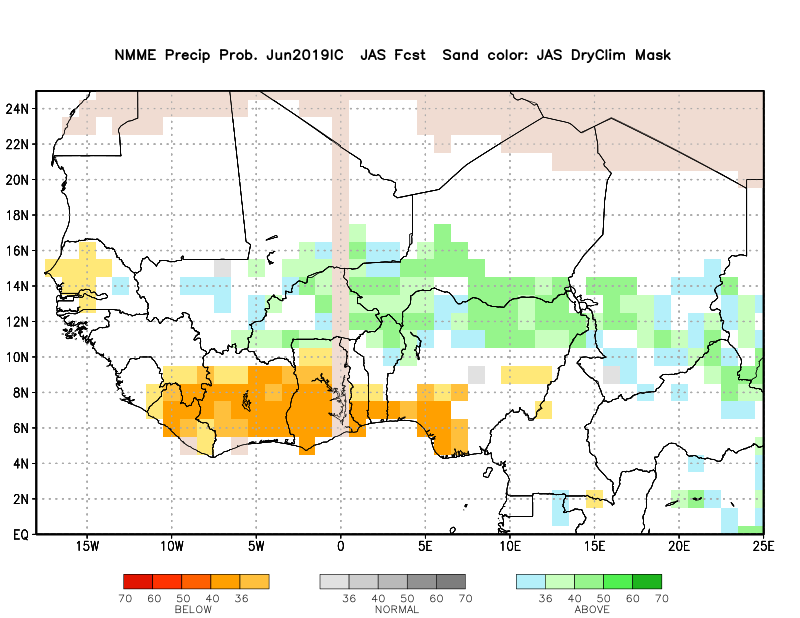 NMME Precip Prob. Jun2019IC JAS Fcst Sand color: JAS DryClim Mask
24N
22N
20N
18N
16N
14N
12N
10N
8N
6N
4N
2N
EQ
15W 10W 5W 0 5E 10E 15E 20E 25E
70 60 50 40 36 36 40 50 60 70 36 40 50 60 70
BELOW NORMAL ABOVE